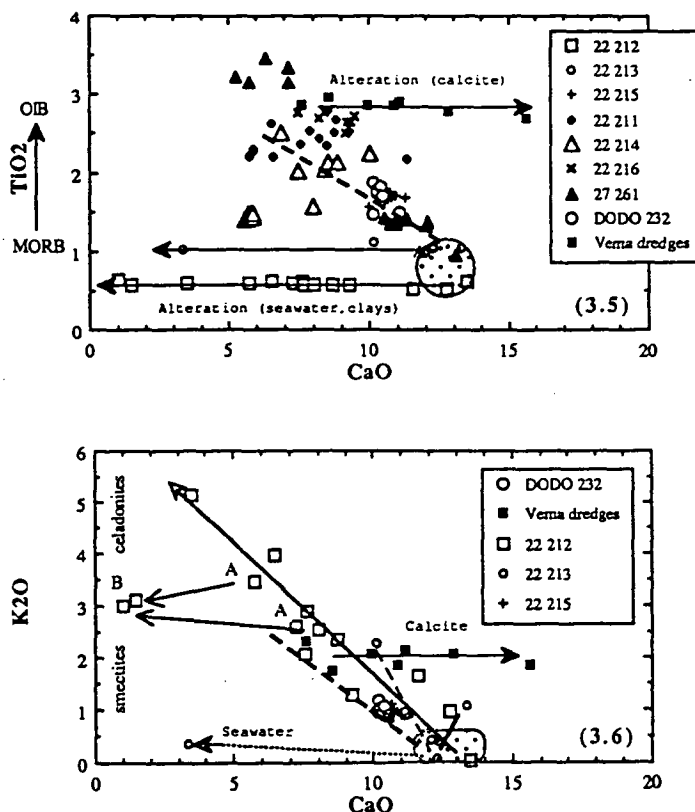 4
3
2
1
0
0
5
10
15
20
OIB
TiO2
MORB
CaO
Alteration (calcite)
Alteration (seawater,clays)
(3.5)
22 212
22 213
22 215
22 211
22 214
22 216
27 261
DODO 232
Vema dredges
6
5
4
3
2
1
0
0
5
10
15
20
K2O
celadonites
smectites
B
A
A
Calcite
Seawater
CaO
(3.6)
DODO 232
Vema dredges
22 212
22 213
22 215